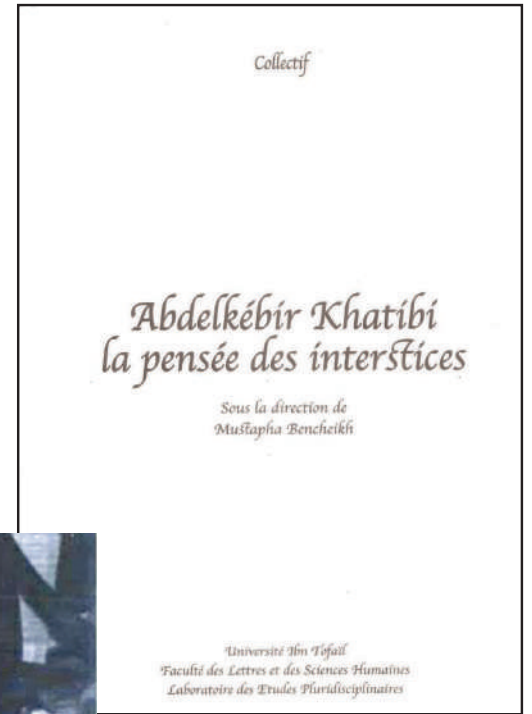 Collectif
Abdelkébir Khatibi
la pensée des interstices
Sous la direction de
Mustapha Bencheikh
Université Ibn Tofaïl
Faculté des Lettres et des Sciences Humaines
Laboratoire des Etudes Pluridisciplinaires